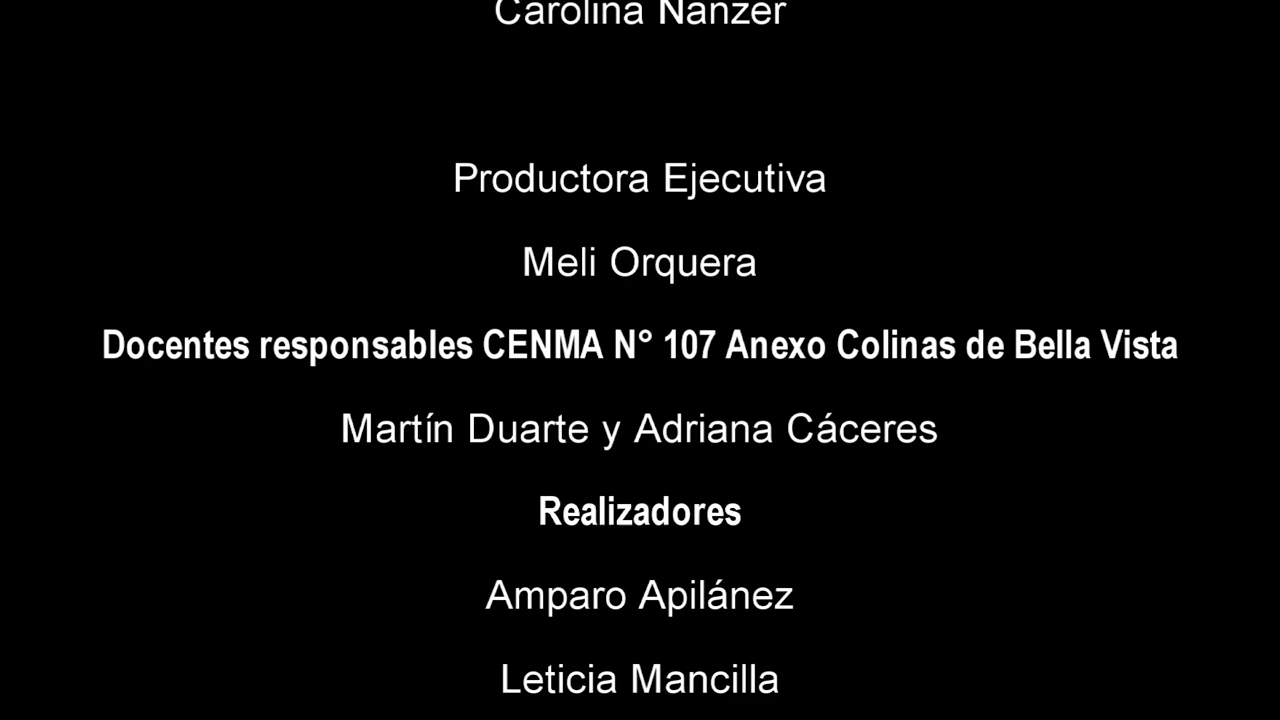 Carolina Nanzer
Productora Ejecutiva
Meli Orquera
Docentes responsables CENMA N° 107 Anexo Colinas de Bella Vista
Martín Duarte y Adriana Cáceres
Realizadores
Amparo Apilánez
Leticia Mancilla